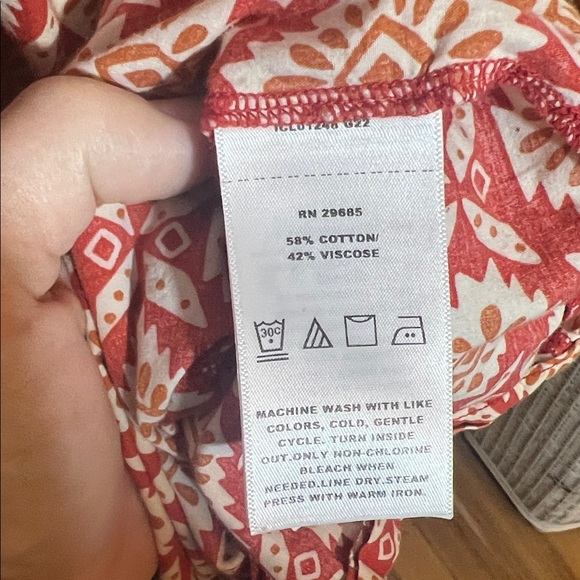 RN 29685
58% COTTON/
42% VISCOSE
30C
MACHINE WASH WITH LIKE
COLORS, COLD, GENTLE
CYCLE. TURN INSIDE
OUT.ONLY NON-CHLORINE
BLEACH WHEN
NEEDED.LINE DRY.STEAM
PRESS WITH WARM IRON.